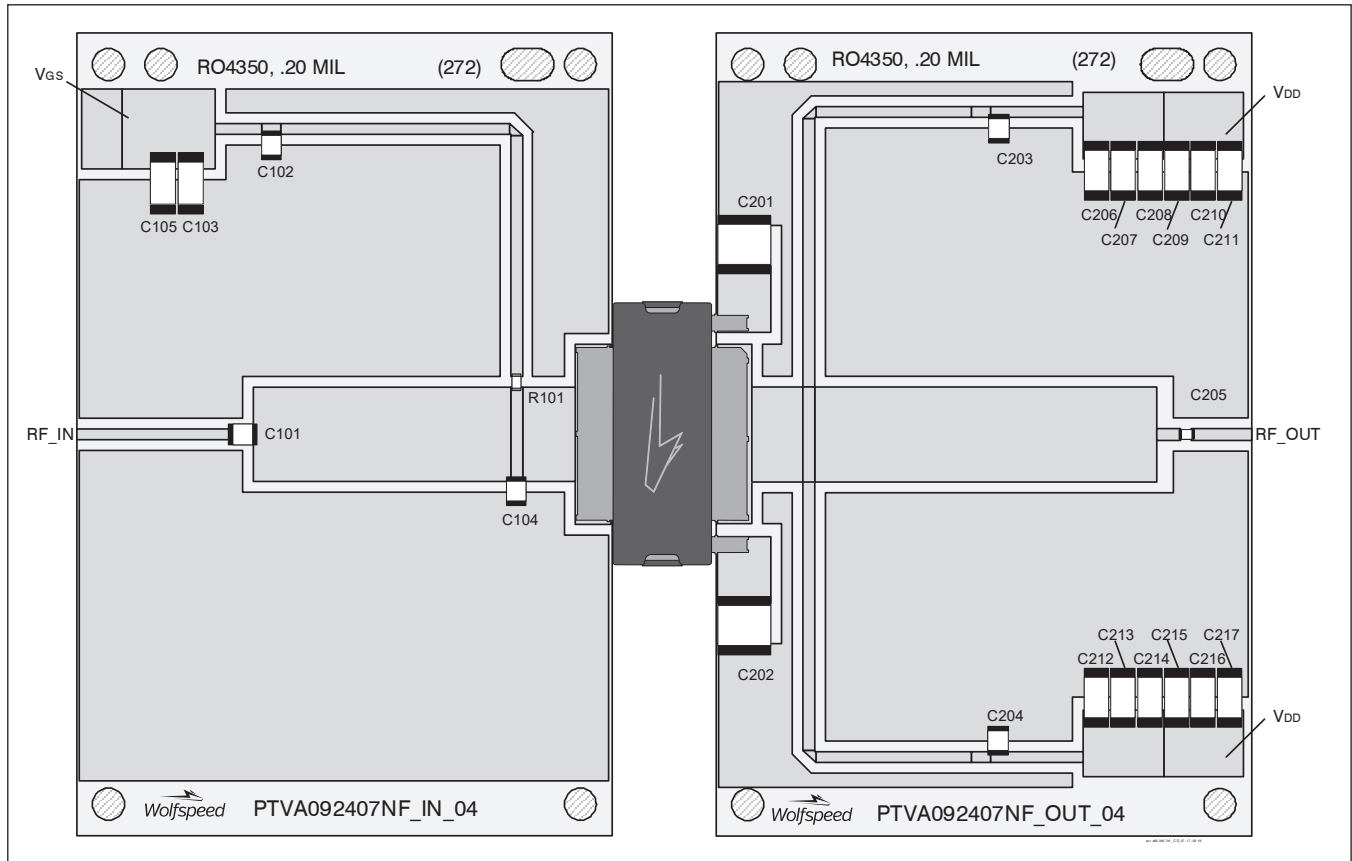 RO4350, .20 MIL (272)
VGS
C102
C105 C103
R101
RF_IN
C101
C104
Wolfspeed
PTVA092407NF_IN_04
RO4350, .20 MIL (272)
VDD
C203
C201
C206 C208 C210
C207 C209 C211
C205
RF_OUT
C213 C215 C217
C212 C214 C216
C202
C204
VDD
Wolfspeed
PTVA092407NF_OUT_04